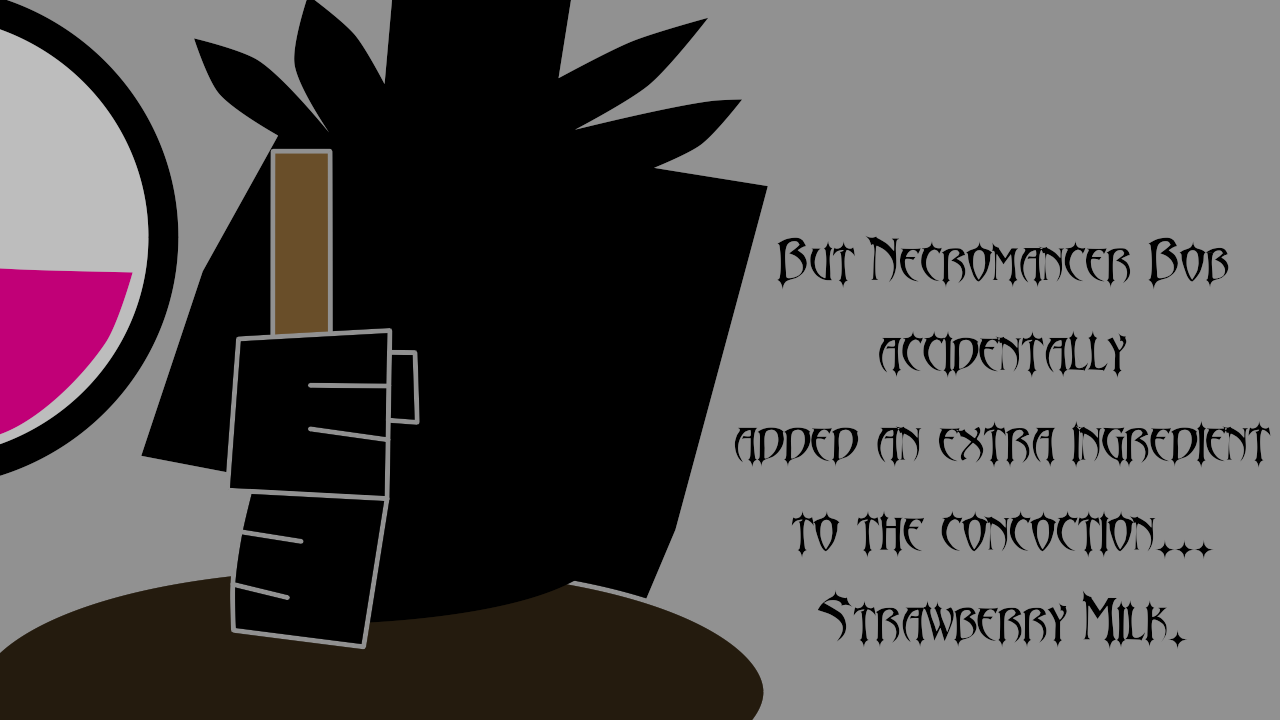 But Necromancer Bob
accidentally
added an extra ingredient
to the concoction...
Strawberry Milk.